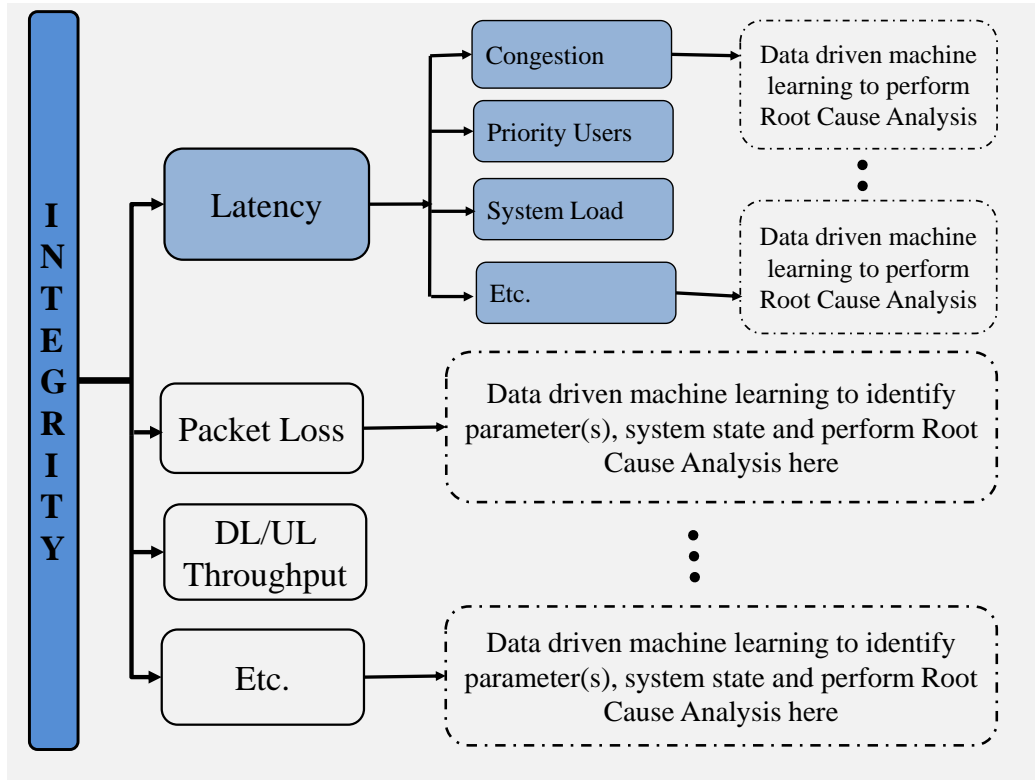 INTEGRITY
Latency
Congestion
Priority Users
System Load
Etc.
Data driven machine
learning to perform
Root Cause Analysis
Data driven machine
learning to perform
Root Cause Analysis
Packet Loss
Data driven machine learning to identify
parameter(s), system state and perform Root
Cause Analysis here
DL/UL
Throughput
Etc.
Data driven machine learning to identify
parameter(s), system state and perform Root
Cause Analysis here